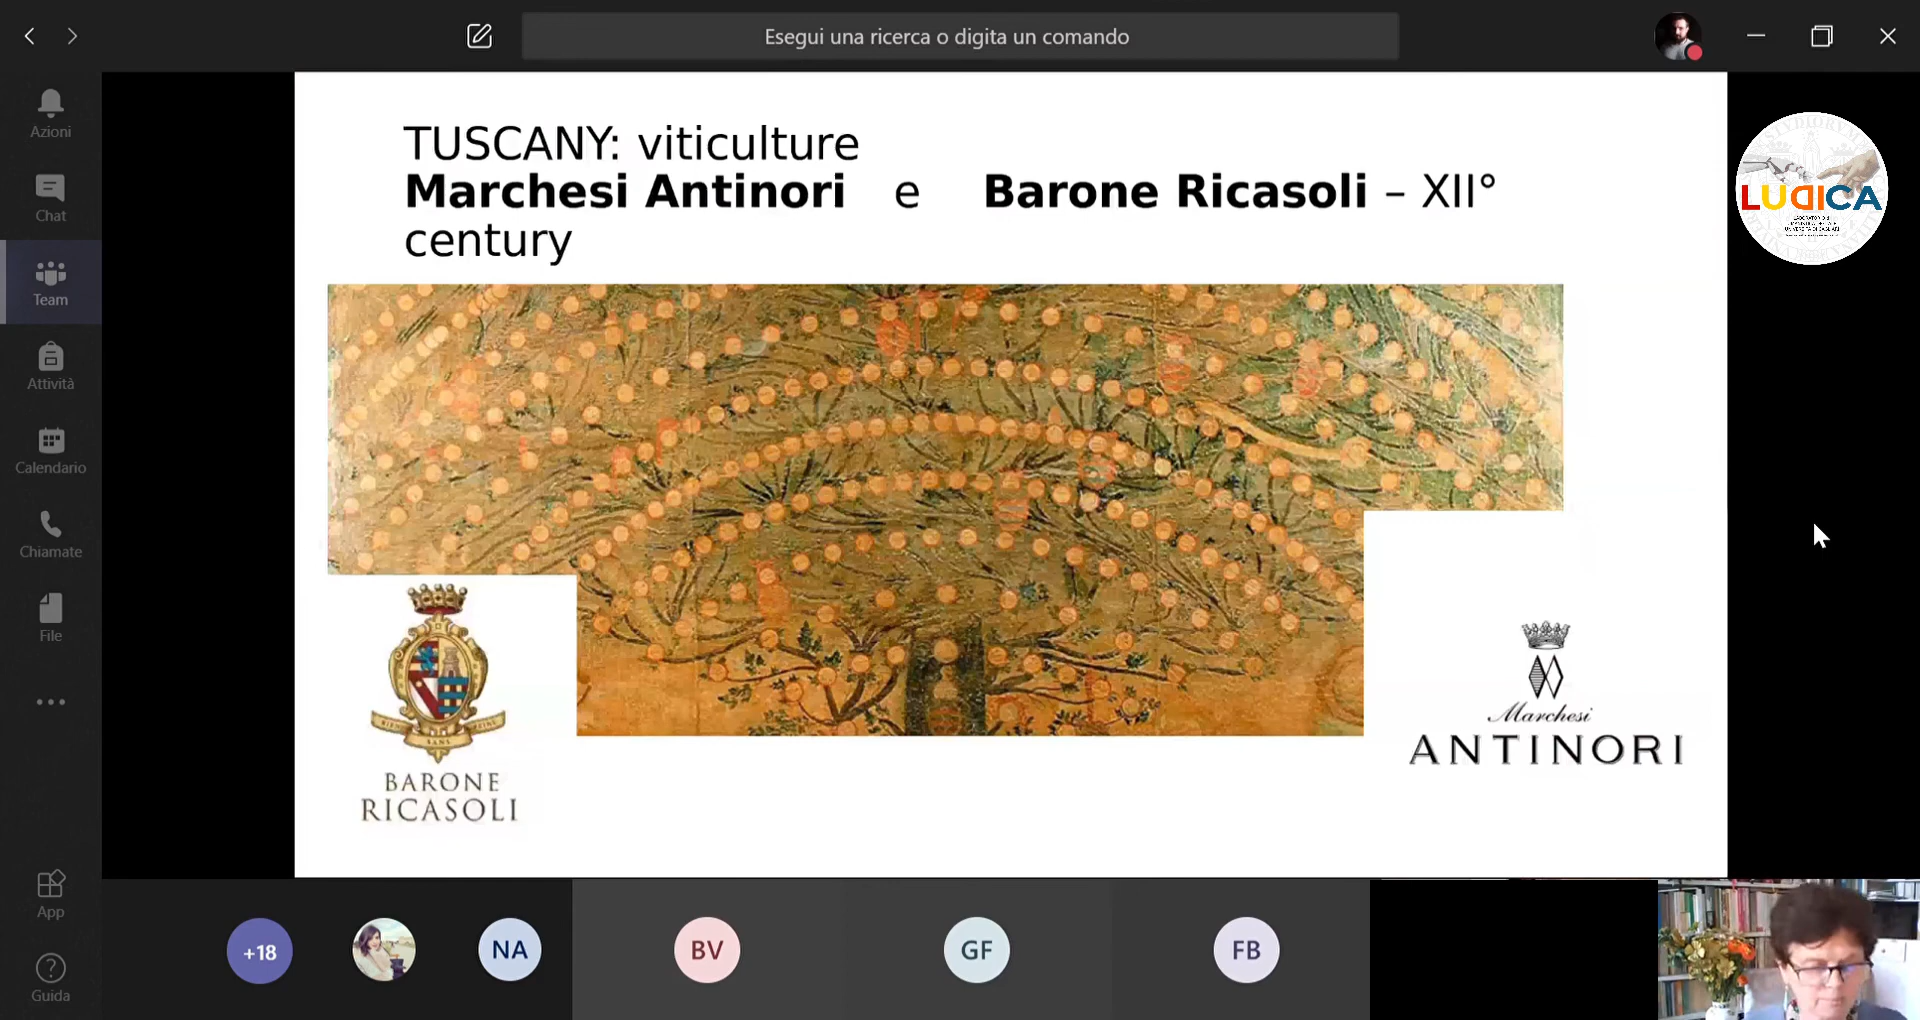 Esegui una ricerca o digita un comando
Azioni
Chat
Team
Attività
Calendario
Chiamate
File
App
Guida
TUSCANY: viticulture
Marchesi Antinori e Barone Ricasoli – XII°
century
LUDICA
BARONE
RICASOLI
Marchesi
ANTINORI
+18
NA
BV
GF
FB